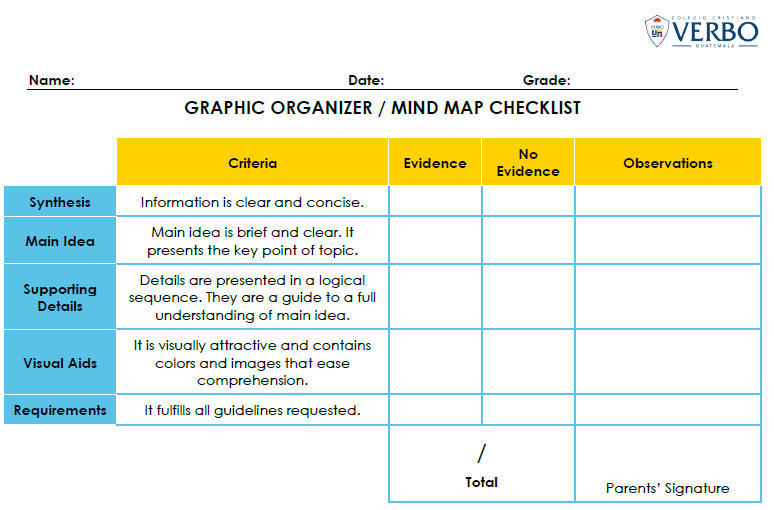 COLEGIO CRISTIANO
VERBO
GUATEMALA
VERBO
Name: Date: Grade:
GRAPHIC ORGANIZER / MIND MAP CHECKLIST
Criteria Evidence No Evidence Observations
Synthesis Information is clear and concise.
Main Idea Main idea is brief and clear. It
presents the key point of topic.
Supporting Details Details are presented in a logical
sequence. They are a guide to a full
understanding of main idea.
Visual Aids It is visually attractive and contains
colors and images that ease
comprehension.
Requirements It fulfills all guidelines requested.
/
Total
Parents’ Signature